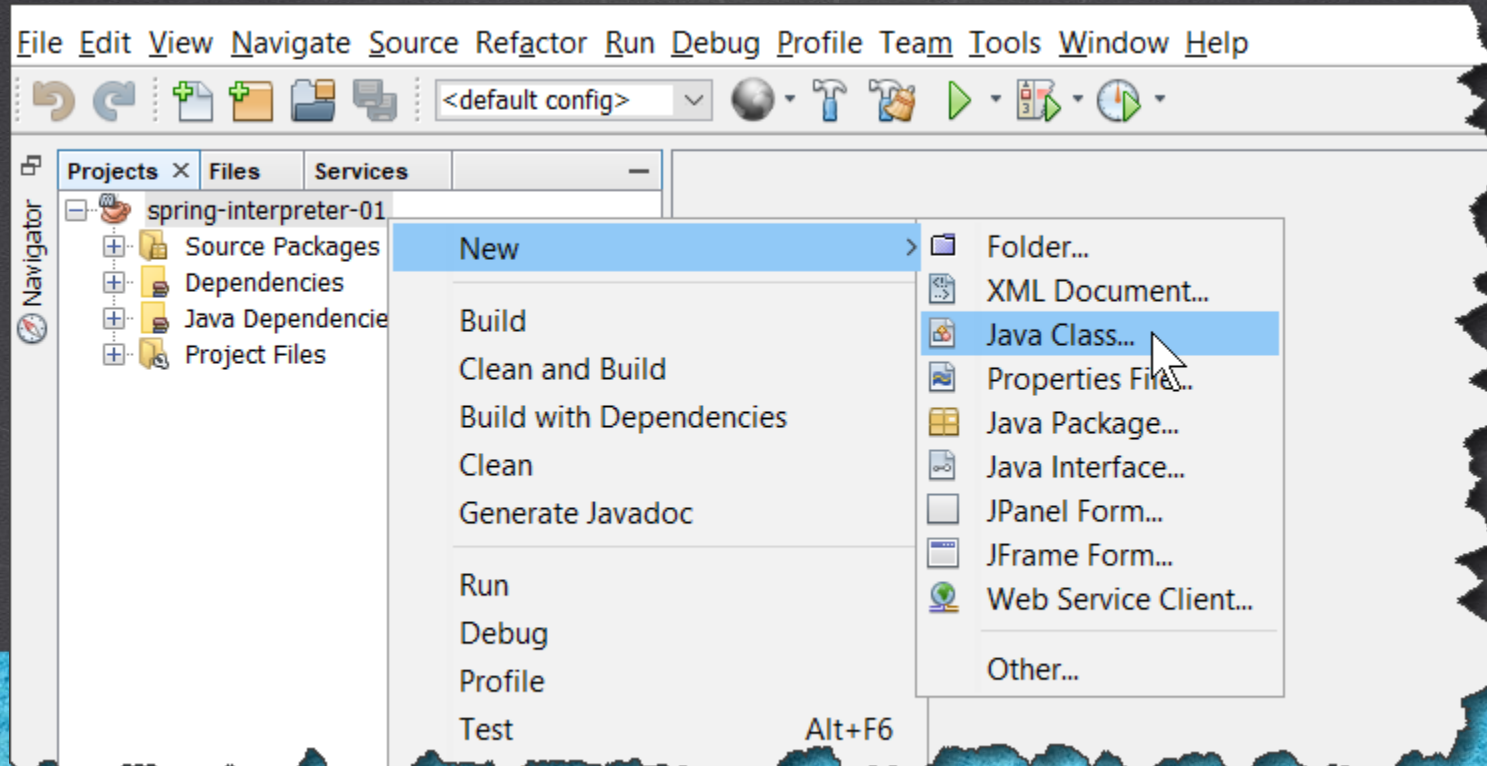 File Edit View Navigate Source Refactor Run Debug Profile Team Tools Window Help
<default config>
Projects Files Services
Navigator
spring-interpreter-01
Source Packages
Dependencies
Java Dependencie
Project Files
New
Build
Clean and Build
Build with Dependencies
Clean
Generate Javadoc
Run
Debug
Profile
Test Alt+F6
Folder...
XML Document...
Java Class...
Properties File...
Java Package...
Java Interface...
JPanel Form...
JFrame Form...
Web Service Client...
Other...